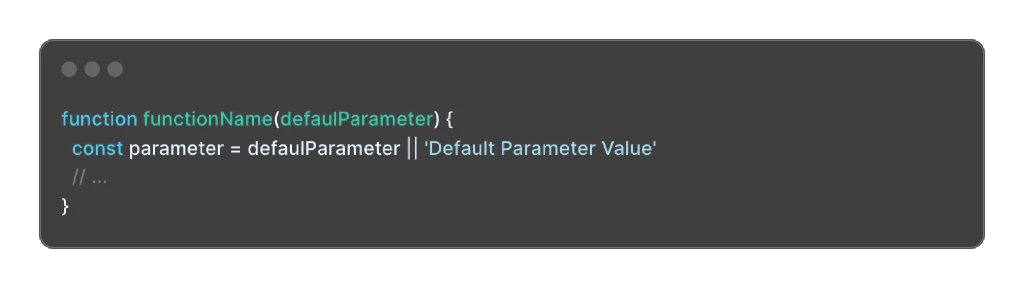 function functionName(defaulParameter) {
  const parameter = defaulParameter || 'Default Parameter Value'
  // ...
}